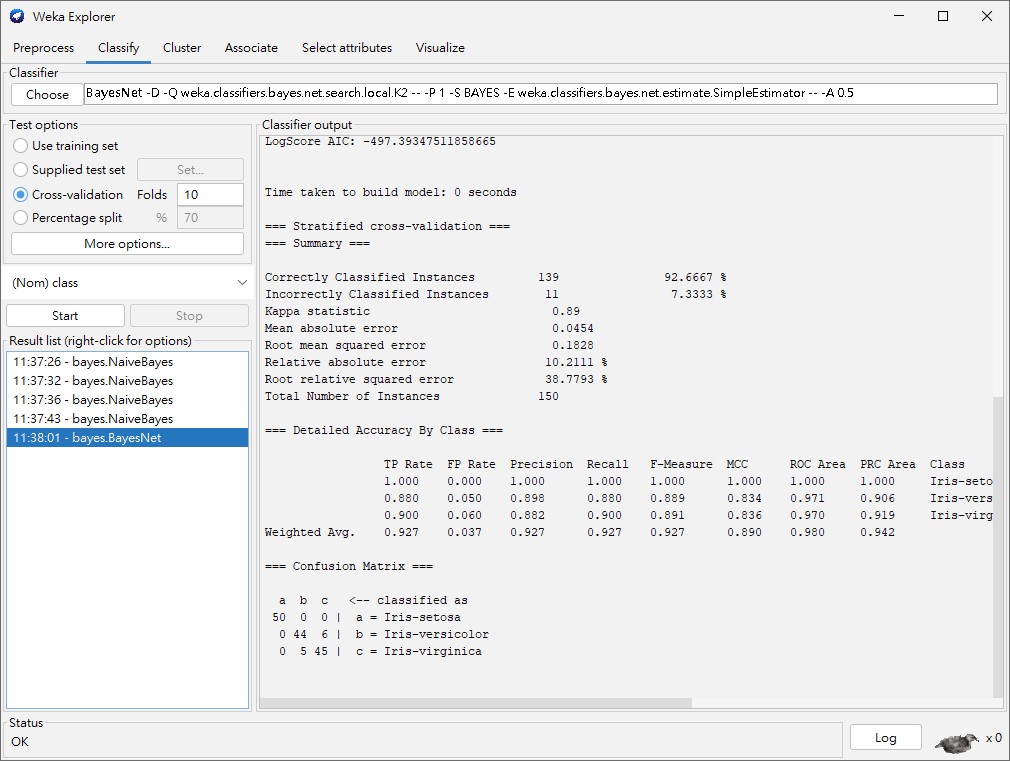 Weka Explorer
Preprocess Classify Cluster Associate Select attributes Visualize
Classifier
Choose BayesNet -D -Q weka.classifiers.bayes.net.search.local.K2 -- -P 1 -S BAYES -E weka.classifiers.bayes.net.estimate.SimpleEstimator -- -A 0.5
Test options
Use training set
Supplied test set Set...
Cross-validation Folds 10
Percentage split % 70
More options...
(Nom) class
Start Stop
Result list (right-click for options)
11:37:26 - bayes.NaiveBayes
11:37:32 - bayes.NaiveBayes
11:37:36 - bayes.NaiveBayes
11:37:43 - bayes.NaiveBayes
11:38:01 - bayes.BayesNet
Classifier output
LogScore AIC: -497.39347511858665
Time taken to build model: 0 seconds
=== Stratified cross-validation ===
=== Summary ===
Correctly Classified Instances 139 92.6667 %
Incorrectly Classified Instances 11 7.3333 %
Kappa statistic 0.89
Mean absolute error 0.0454
Root mean squared error 0.1828
Relative absolute error 10.2111 %
Root relative squared error 38.7793 %
Total Number of Instances 150
=== Detailed Accuracy By Class ===
TP Rate FP Rate Precision Recall F-Measure MCC ROC Area PRC Area Class
1.000 0.000 1.000 1.000 1.000 1.000 1.000 1.000 Iris-seto
0.880 0.050 0.898 0.880 0.889 0.834 0.971 0.906 Iris-vers
0.900 0.060 0.882 0.900 0.891 0.836 0.970 0.919 Iris-virg
Weighted Avg. 0.927 0.037 0.927 0.927 0.927 0.890 0.980 0.942
=== Confusion Matrix ===
a b c <-- classified as
50 0 0 | a = Iris-setosa
0 44 6 | b = Iris-versicolor
0 5 45 | c = Iris-virginica
Status
OK
Log x 0